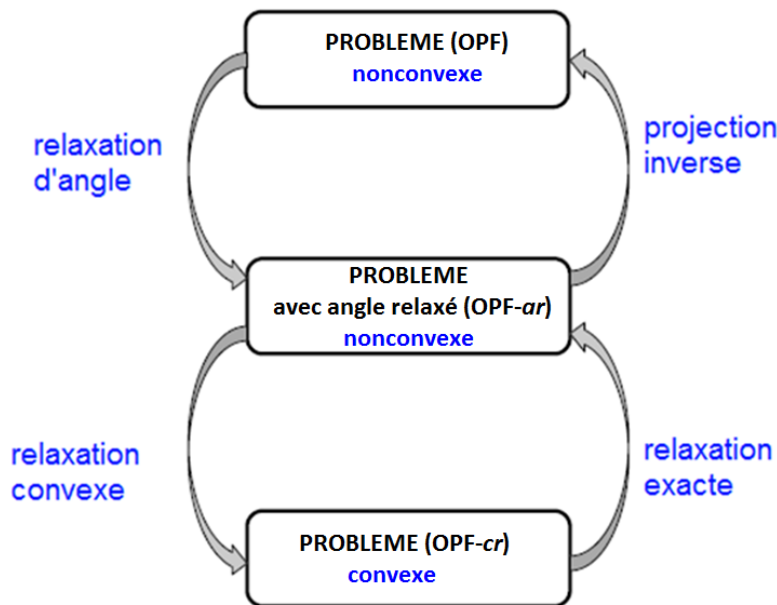 PROBLEME (OPF)
nonconvexe
relaxation
d'angle
projection
inverse
PROBLEME
avec angle relaxé (OPF-ar)
nonconvexe
relaxation
convexe
relaxation
exacte
PROBLEME (OPF-cr)
convexe